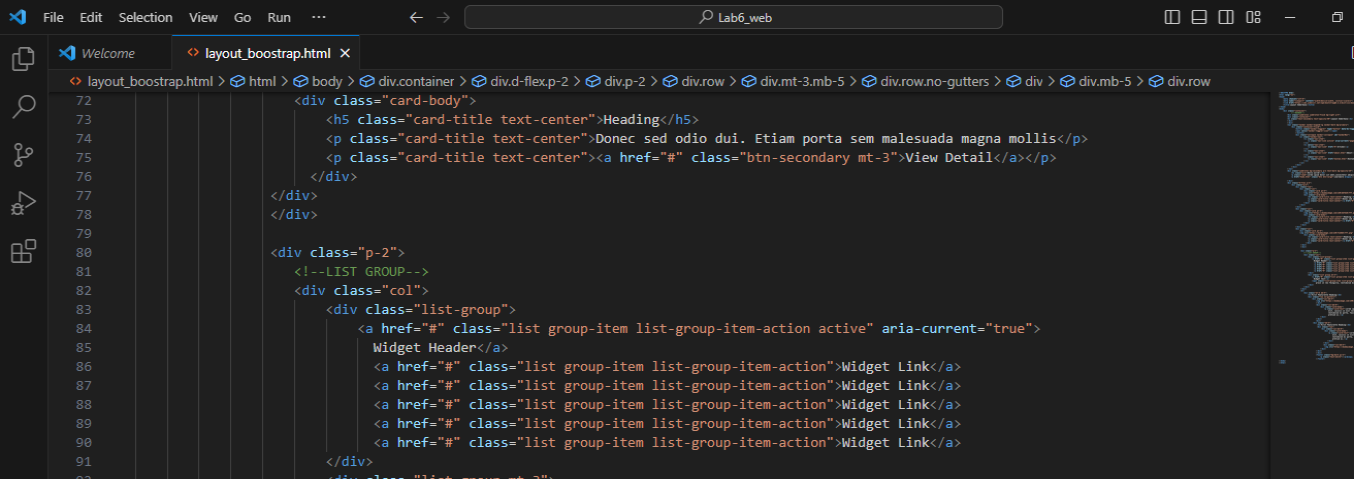 File Edit Selection View Go Run ··· Lab6_web
Welcome <> layout_boostrap.html ×
<> layout_boostrap.html > html > body > div.container > div.d-flex.p-2 > div.p-2 > div.row > div.mt-3.mb-5 > div.row.no-gutters > div > div.mb-5 > div.row
72 <div class="card-body">
73 <h5 class="card-title text-center">Heading</h5>
74 <p class="card-title text-center">Donec sed odio dui. Etiam porta sem malesuada magna mollis</p>
75 <p class="card-title text-center"><a href="#" class="btn-secondary mt-3">View Detail</a></p>
76 </div>
77 </div>
78 </div>
79
80 <div class="p-2">
81 <!--LIST GROUP-->
82 <div class="col">
83 <div class="list-group">
84 <a href="#" class="list group-item list-group-item-action active" aria-current="true">
85 Widget Header</a>
86 <a href="#" class="list group-item list-group-item-action">Widget Link</a>
87 <a href="#" class="list group-item list-group-item-action">Widget Link</a>
88 <a href="#" class="list group-item list-group-item-action">Widget Link</a>
89 <a href="#" class="list group-item list-group-item-action">Widget Link</a>
90 <a href="#" class="list group-item list-group-item-action">Widget Link</a>
91 </div>
92 <div class="list-group mt-3">